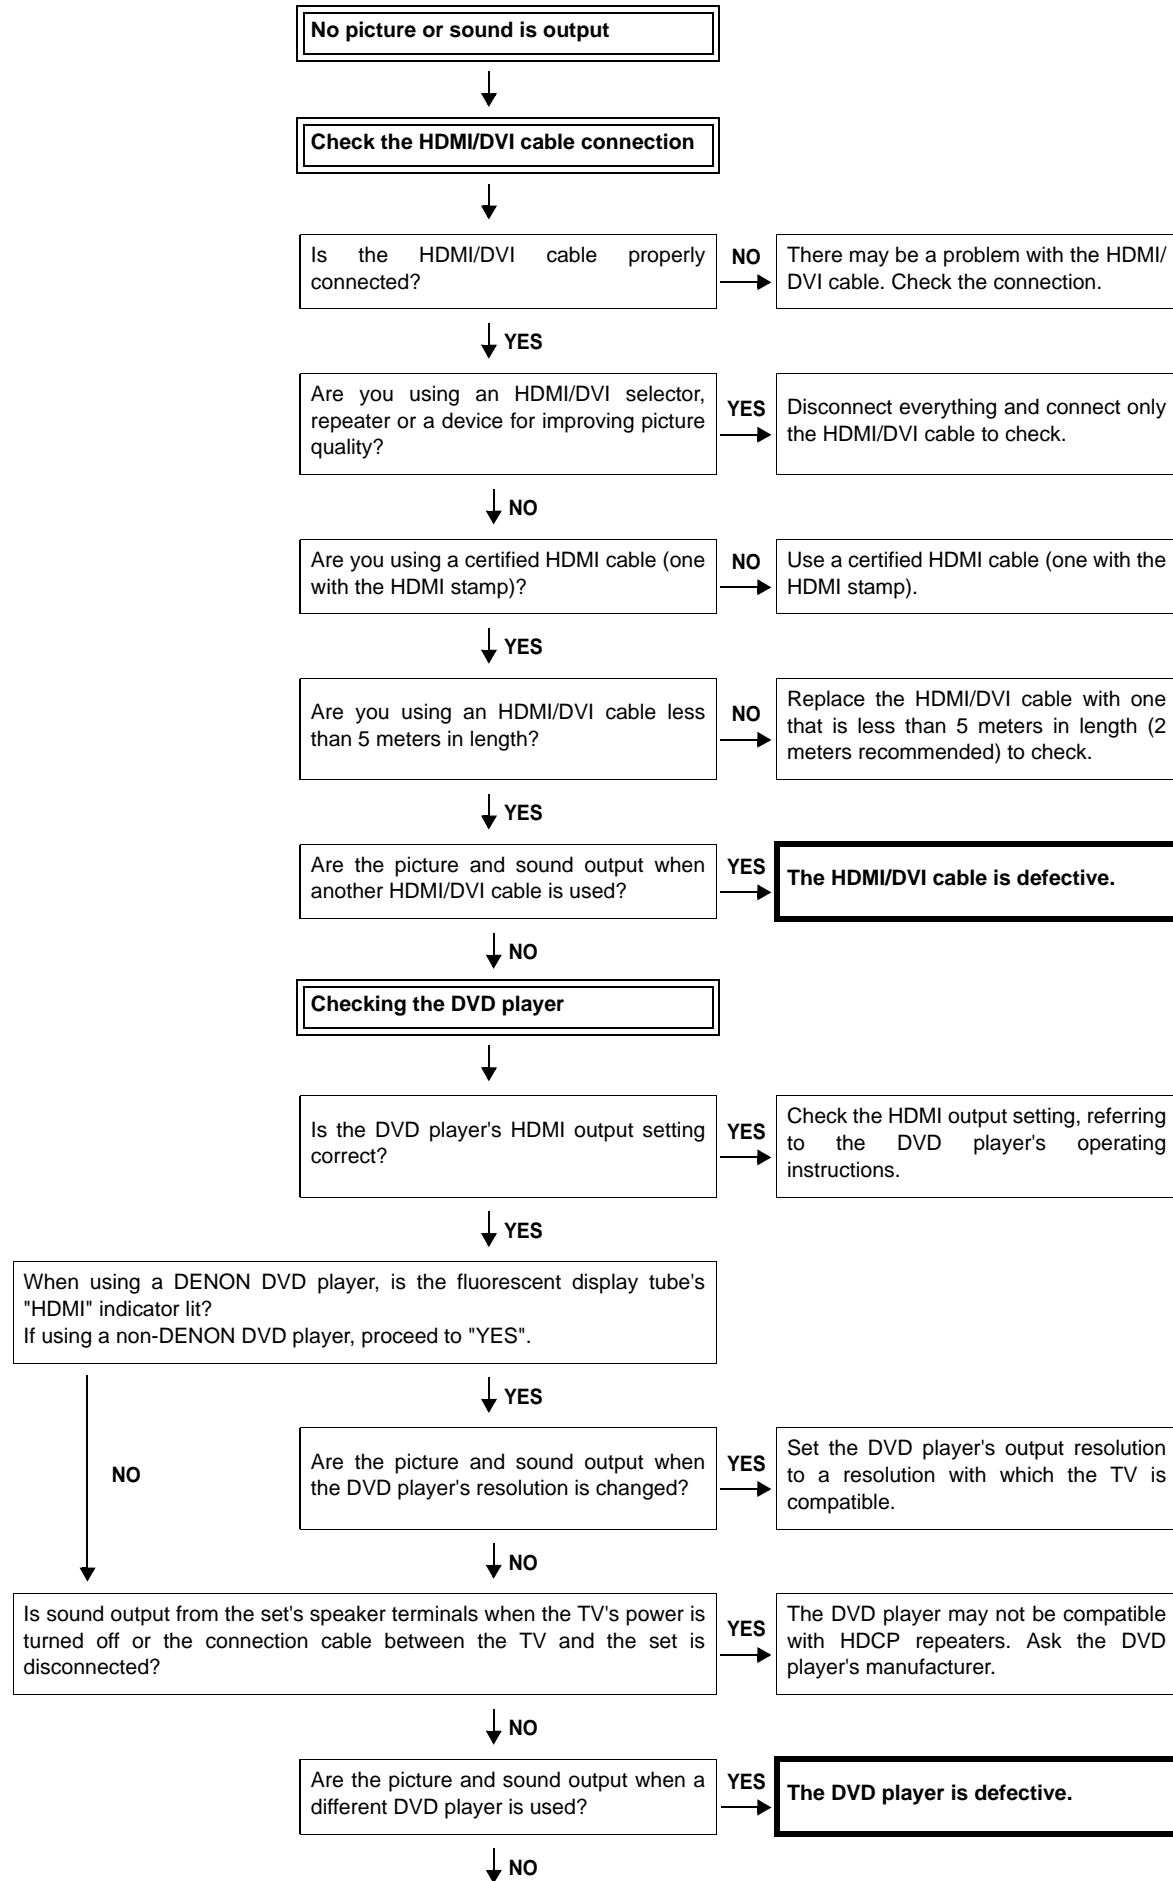 No picture or sound is output
Check the HDMI/DVI cable connection
Is the HDMI/DVI cable properly
connected?
NO
There may be a problem with the HDMI/
DVI cable. Check the connection.
YES
Are you using an HDMI/DVI selector,
repeater or a device for improving picture
quality?
YES
Disconnect everything and connect only
the HDMI/DVI cable to check.
NO
Are you using a certified HDMI cable (one
with the HDMI stamp)?
NO
Use a certified HDMI cable (one with the
HDMI stamp).
YES
Are you using an HDMI/DVI cable less
than 5 meters in length?
NO
Replace the HDMI/DVI cable with one
that is less than 5 meters in length (2
meters recommended) to check.
YES
Are the picture and sound output when
another HDMI/DVI cable is used?
YES
The HDMI/DVI cable is defective.
NO
Checking the DVD player
Is the DVD player's HDMI output setting
correct?
YES
Check the HDMI output setting, referring
to the DVD player's operating
instructions.
YES
When using a DENON DVD player, is the fluorescent display tube's
"HDMI" indicator lit?
If using a non-DENON DVD player, proceed to "YES".
YES
NO
Are the picture and sound output when
the DVD player's resolution is changed?
YES
Set the DVD player's output resolution
to a resolution with which the TV is
compatible.
NO
Is sound output from the set's speaker terminals when the TV's power is
turned off or the connection cable between the TV and the set is
disconnected?
YES
The DVD player may not be compatible
with HDCP repeaters. Ask the DVD
player's manufacturer.
NO
Are the picture and sound output when a
different DVD player is used?
YES
The DVD player is defective.
NO